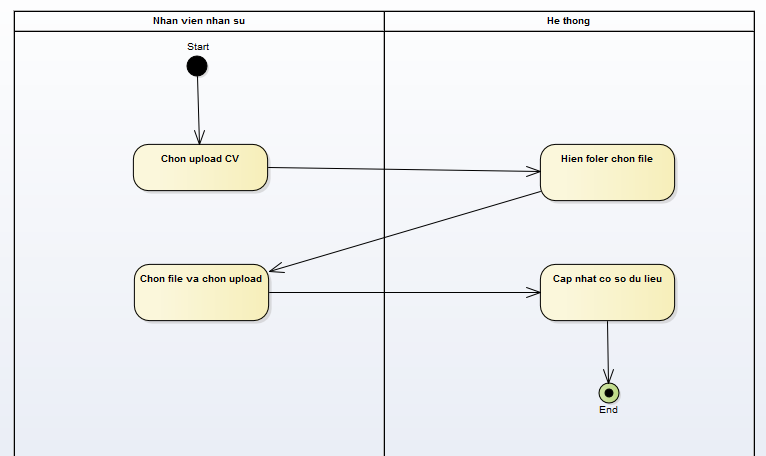 Nhan vien nhan su
He thong
Start
Chon upload CV
Hien foler chon file
Chon file va chon upload
Cap nhat co so du lieu
End